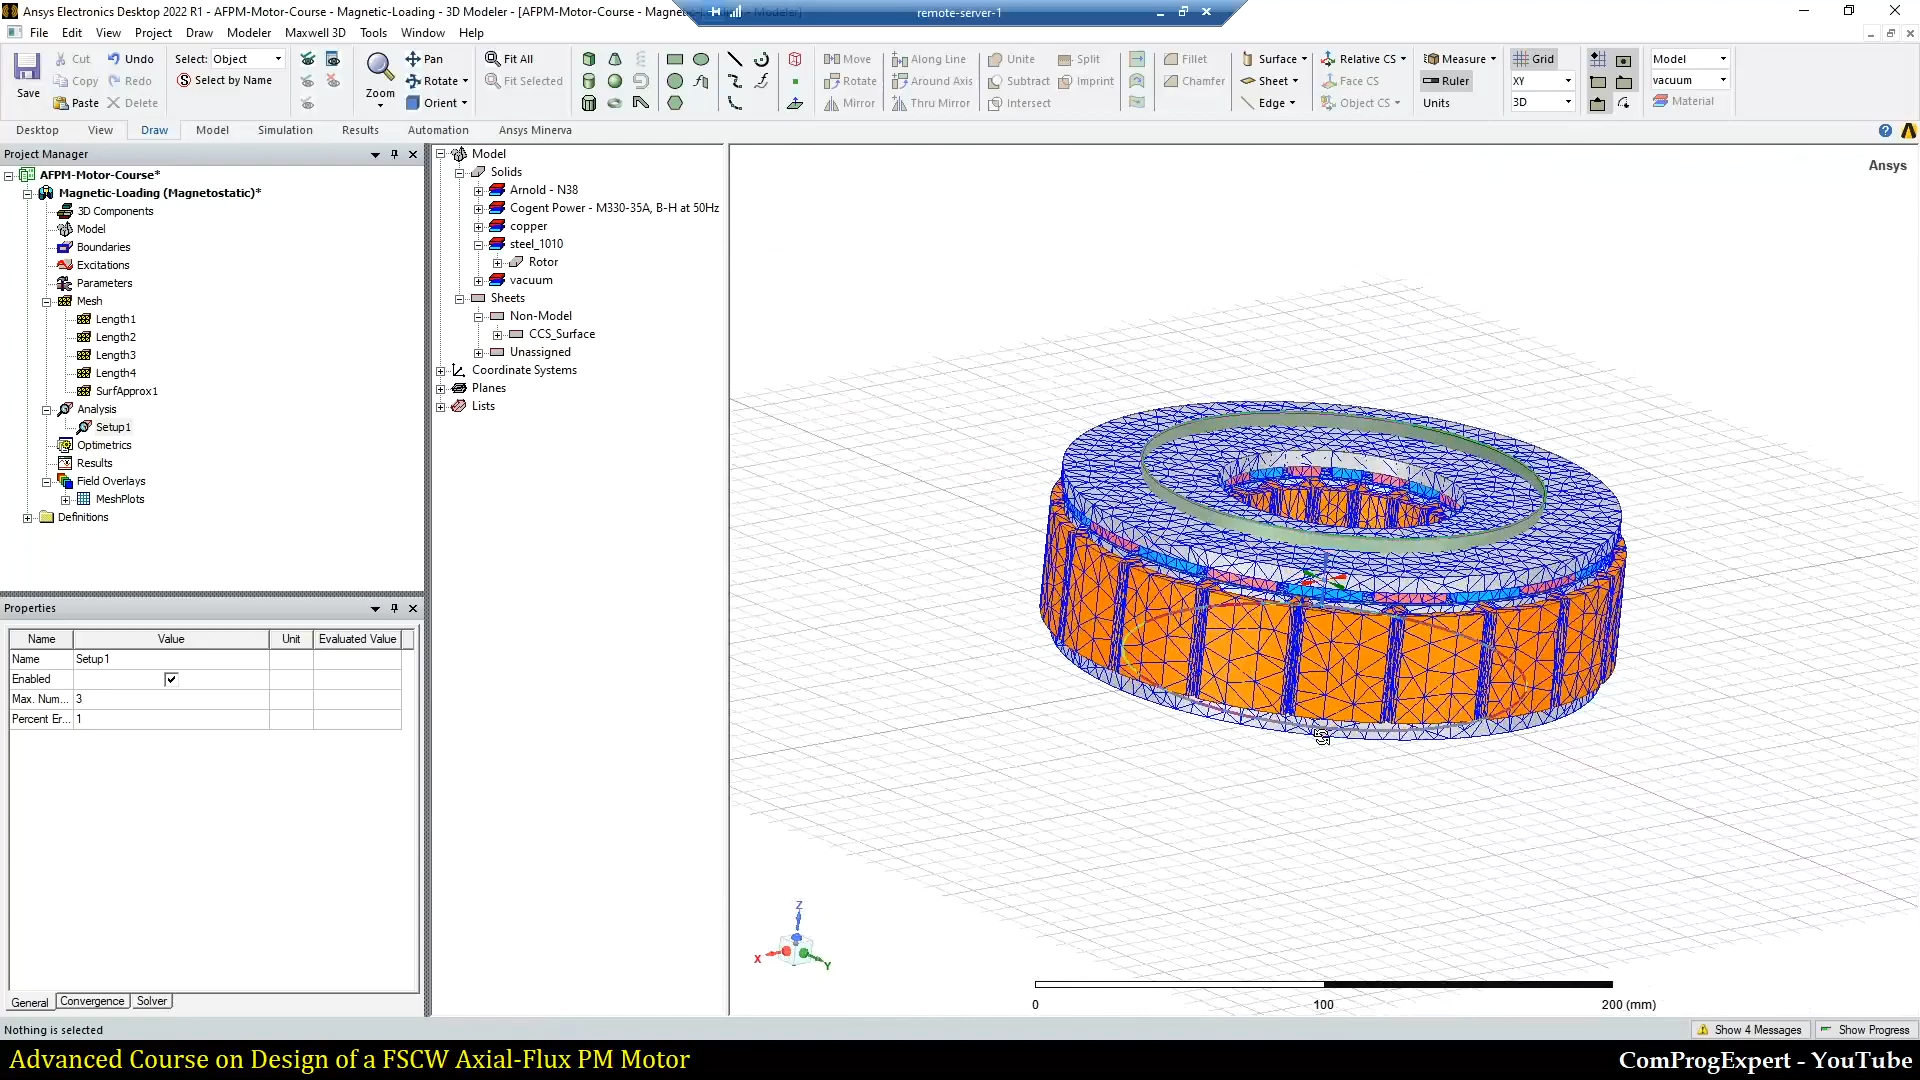 Ansys Electronics Desktop 2022 R1 - AFPM-Motor-Course - Magnetic-Loading - 3D Modeler - [AFPM-Motor-Course - Magne
remote-server-1
File Edit View Project Draw Modeler Maxwell 3D Tools Window Help
Save
Cut
Copy
Paste
Undo
Redo
Delete
Select: Object
Select by Name
Zoom
Pan
Rotate
Orient
Fit All
Fit Selected
Move
Rotate
Mirror
Along Line
Around Axis
Thru Mirror
Unite
Subtract
Intersect
Split
Imprint
Fillet
Chamfer
Surface
Sheet
Edge
Relative CS
Face CS
Object CS
Measure
Ruler
Units
Grid
XY
3D
Model
vacuum
Material
Desktop View Draw Model Simulation Results Automation Ansys Minerva
Project Manager
AFPM-Motor-Course*
Magnetic-Loading (Magnetostatic)*
3D Components
Model
Boundaries
Excitations
Parameters
Mesh
Length1
Length2
Length3
Length4
SurfApprox1
Analysis
Setup1
Optimetrics
Results
Field Overlays
MeshPlots
Definitions
Model
Solids
Arnold - N38
Cogent Power - M330-35A, B-H at 50Hz
copper
steel_1010
Rotor
vacuum
Sheets
Non-Model
CCS_Surface
Unassigned
Coordinate Systems
Planes
Lists
Ansys
Properties
Name Value Unit Evaluated Value
Name Setup1
Enabled
Max. Num... 3
Percent Er... 1
General Convergence Solver
Z
X
Y
0 100 200 (mm)
Nothing is selected
Show 4 Messages
Show Progress
Advanced Course on Design of a FSCW Axial-Flux PM Motor
ComProgExpert - YouTube